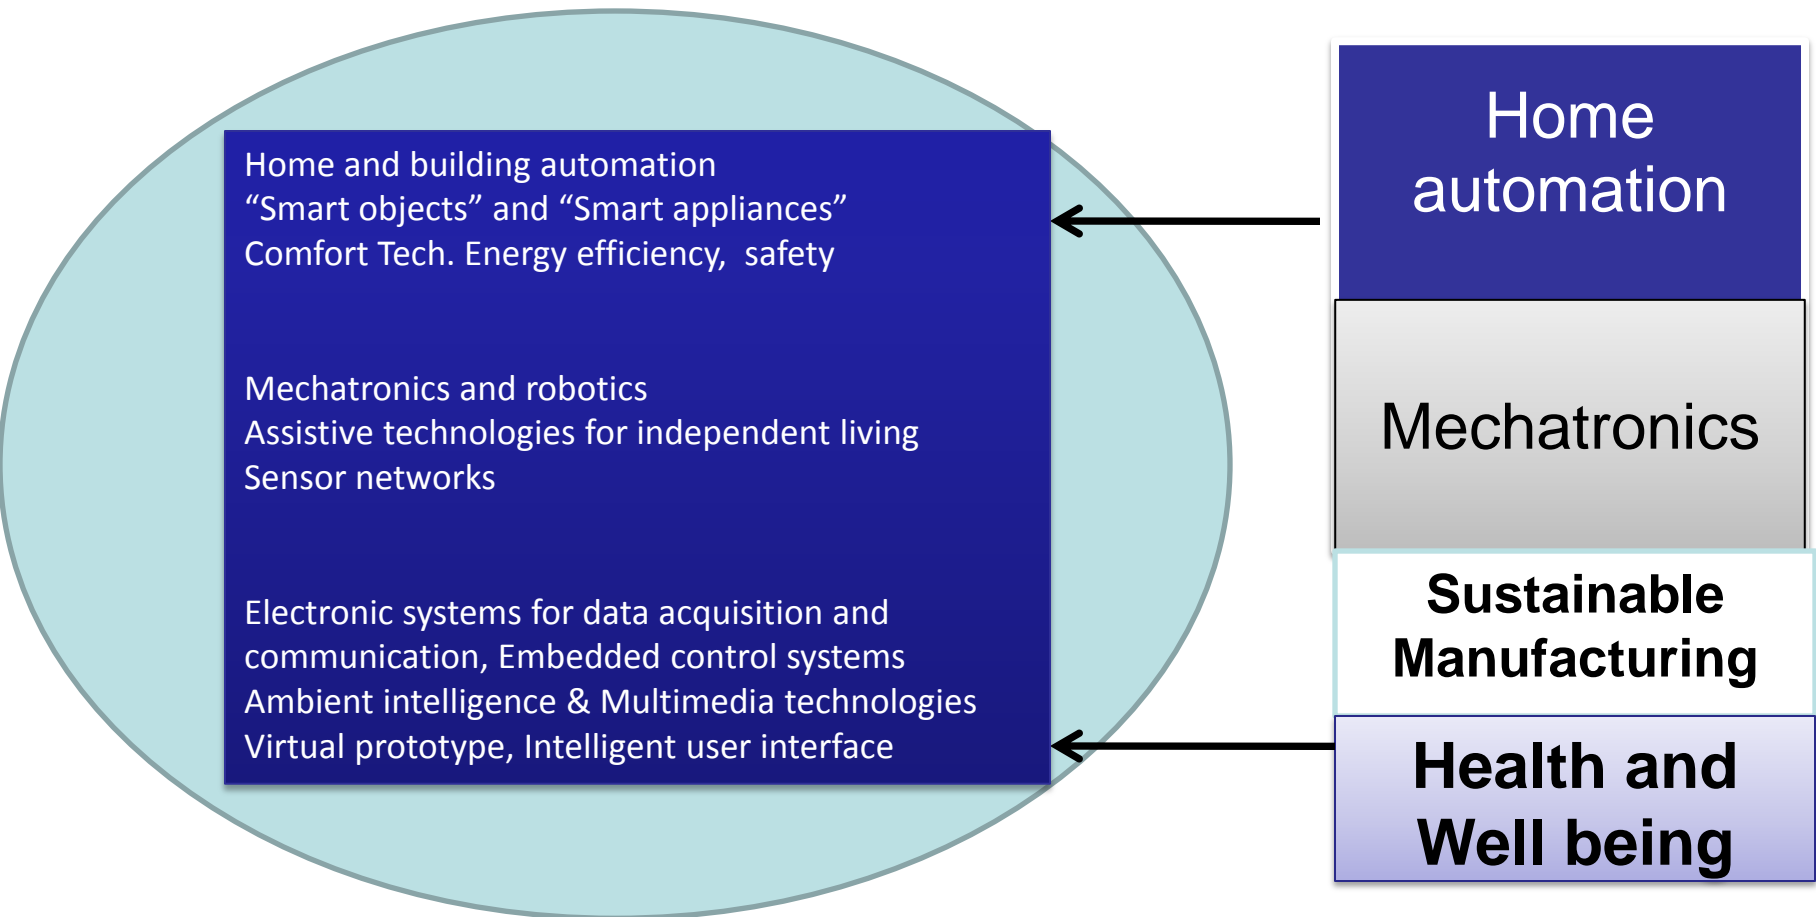 Home and building automation
“Smart objects” and “Smart appliances”
Comfort Tech. Energy efficiency,  safety
Mechatronics and robotics
Assistive technologies for independent living
Sensor networks
Electronic systems for data acquisition and
communication, Embedded control systems
Ambient intelligence & Multimedia technologies
Virtual prototype, Intelligent user interface
Home
automation
Mechatronics
Sustainable
Manufacturing
Health and
Well being